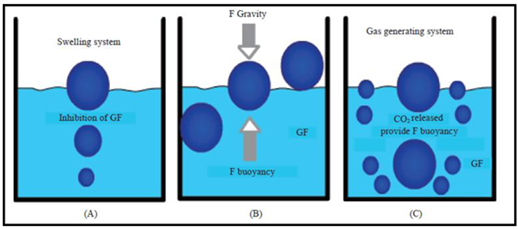 Swelling system
Inhibition of GF
(A)
F Gravity
GF
F buoyancy
(B)
Gas generating system
CO₂ released
provide F buoyancy
GF
(C)